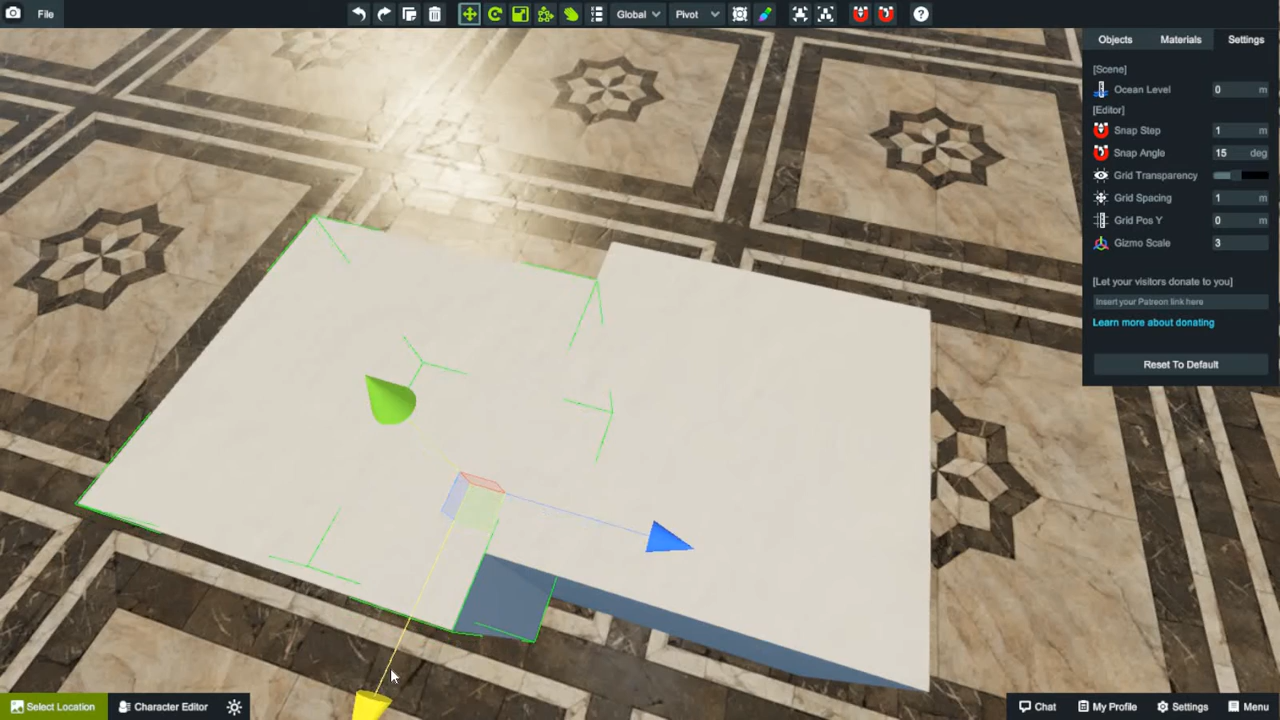 File
Global
Pivot
Objects
Materials
Settings
[Scene]
Ocean Level
0
m
[Editor]
Snap Step
1
m
Snap Angle
15
deg
Grid Transparency
Grid Spacing
1
m
Grid Pos Y
0
m
Gizmo Scale
3
[Let your visitors donate to you]
Insert your Patreon link here
Learn more about donating
Reset To Default
Select Location
Character Editor
Chat
My Profile
Settings
Menu